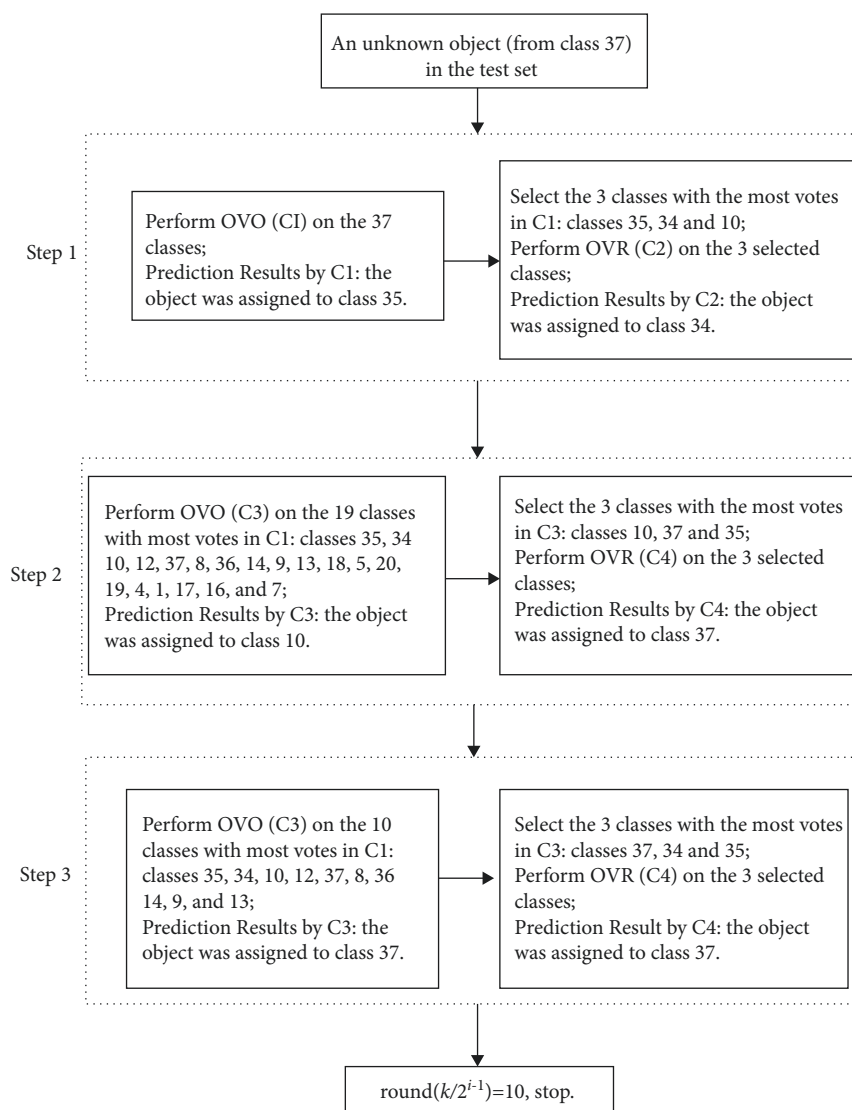 An unknown object (from class 37)
in the test set
Step 1
Perform OVO (CI) on the 37
classes;
Prediction Results by C1: the
object was assigned to class 35.
Select the 3 classes with the most votes
in C1: classes 35, 34 and 10;
Perform OVR (C2) on the 3 selected
classes;
Prediction Results by C2: the object
was assigned to class 34.
Step 2
Perform OVO (C3) on the 19 classes
with most votes in C1: classes 35, 34
10, 12, 37, 8, 36, 14, 9, 13, 18, 5, 20,
19, 4, 1, 17, 16, and 7;
Prediction Results by C3: the object
was assigned to class 10.
Select the 3 classes with the most votes
in C3: classes 10, 37 and 35;
Perform OVR (C4) on the 3 selected
classes;
Prediction Results by C4: the object
was assigned to class 37.
Step 3
Perform OVO (C3) on the 10
classes with most votes in C1:
classes 35, 34, 10, 12, 37, 8, 36
14, 9, and 13;
Prediction Results by C3: the
object was assigned to class 37.
Select the 3 classes with the most votes
in C3: classes 37, 34 and 35;
Perform OVR (C4) on the 3 selected
classes;
Prediction Result by C4: the object
was assigned to class 37.
round(k/2^{i-1})=10, stop.